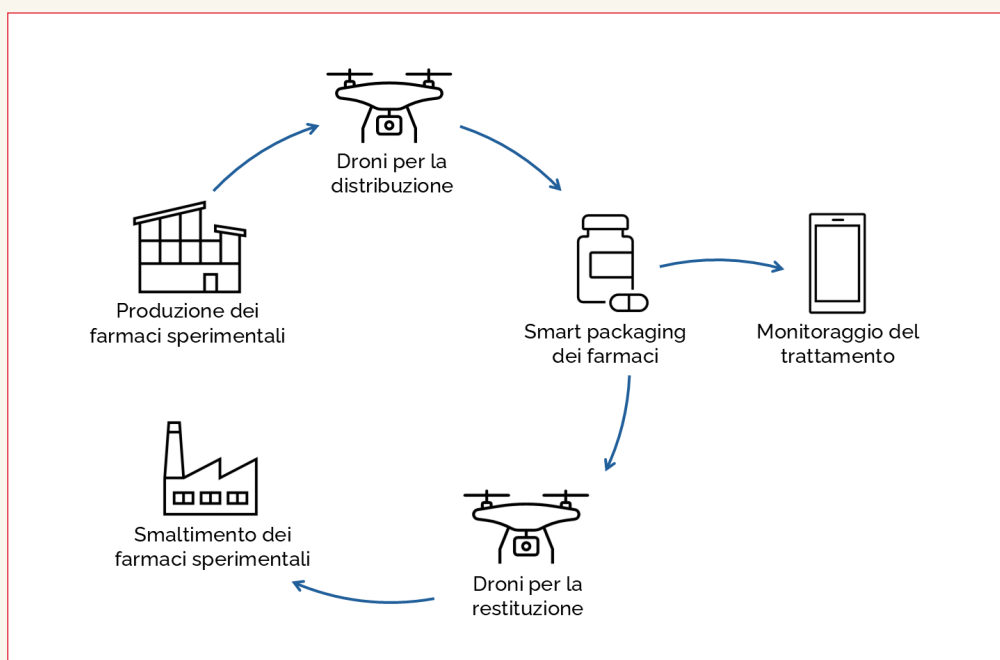 Droni per la
distribuzione
Produzione dei
farmaci sperimentali
Smart packaging
dei farmaci
Monitoraggio del
trattamento
Smaltimento dei
farmaci sperimentali
Droni per la
restituzione